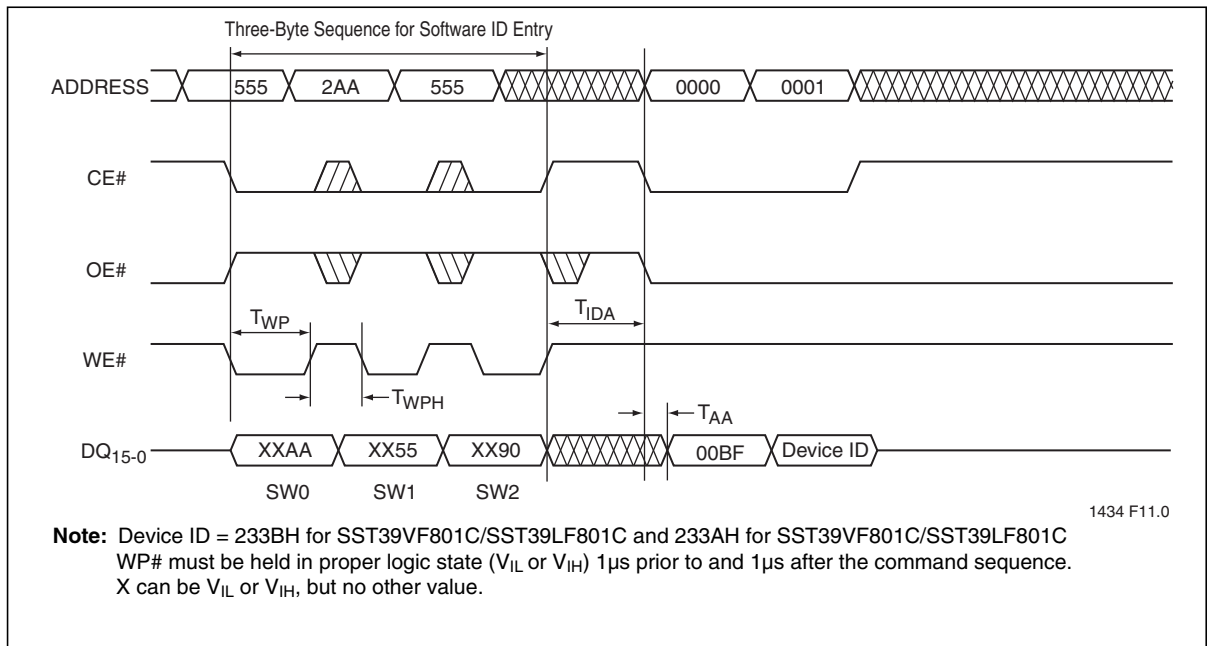 Three-Byte Sequence for Software ID Entry
ADDRESS 555 2AA 555 0000 0001
CE#
OE#
TWP TIDA
WE#
TWPH TAA
DQ15-0 XXAA XX55 XX90 00BF Device ID
SW0 SW1 SW2
1434 F11.0
Note: Device ID = 233BH for SST39VF801C/SST39LF801C and 233AH for SST39VF801C/SST39LF801C
WP# must be held in proper logic state (VIL or VIH) 1µs prior to and 1µs after the command sequence.
X can be VIL or VIH, but no other value.